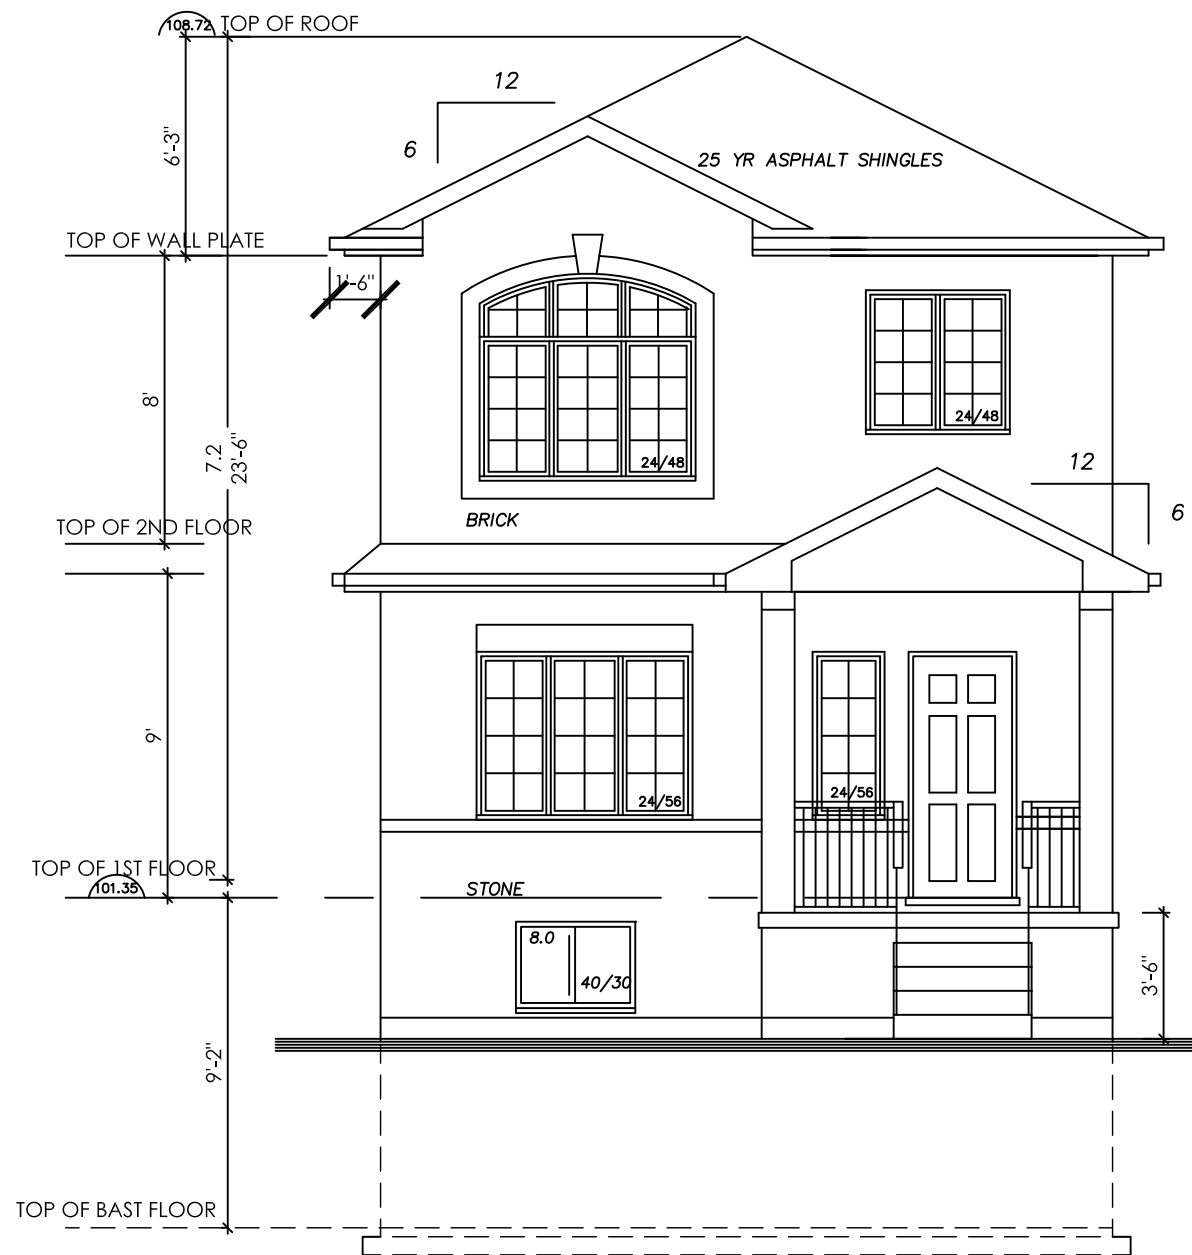 108.72 TOP OF ROOF
12
6
6'-3"
25 YR ASPHALT SHINGLES
TOP OF WALL PLATE
1'-6"
8'
7.2
23'-6"
24/48
24/48
12
6
BRICK
TOP OF 2ND FLOOR
9'
24/56
24/56
TOP OF 1ST FLOOR
101.35
STONE
8.0
40/30
3'-6"
9'-2"
TOP OF BAST FLOOR